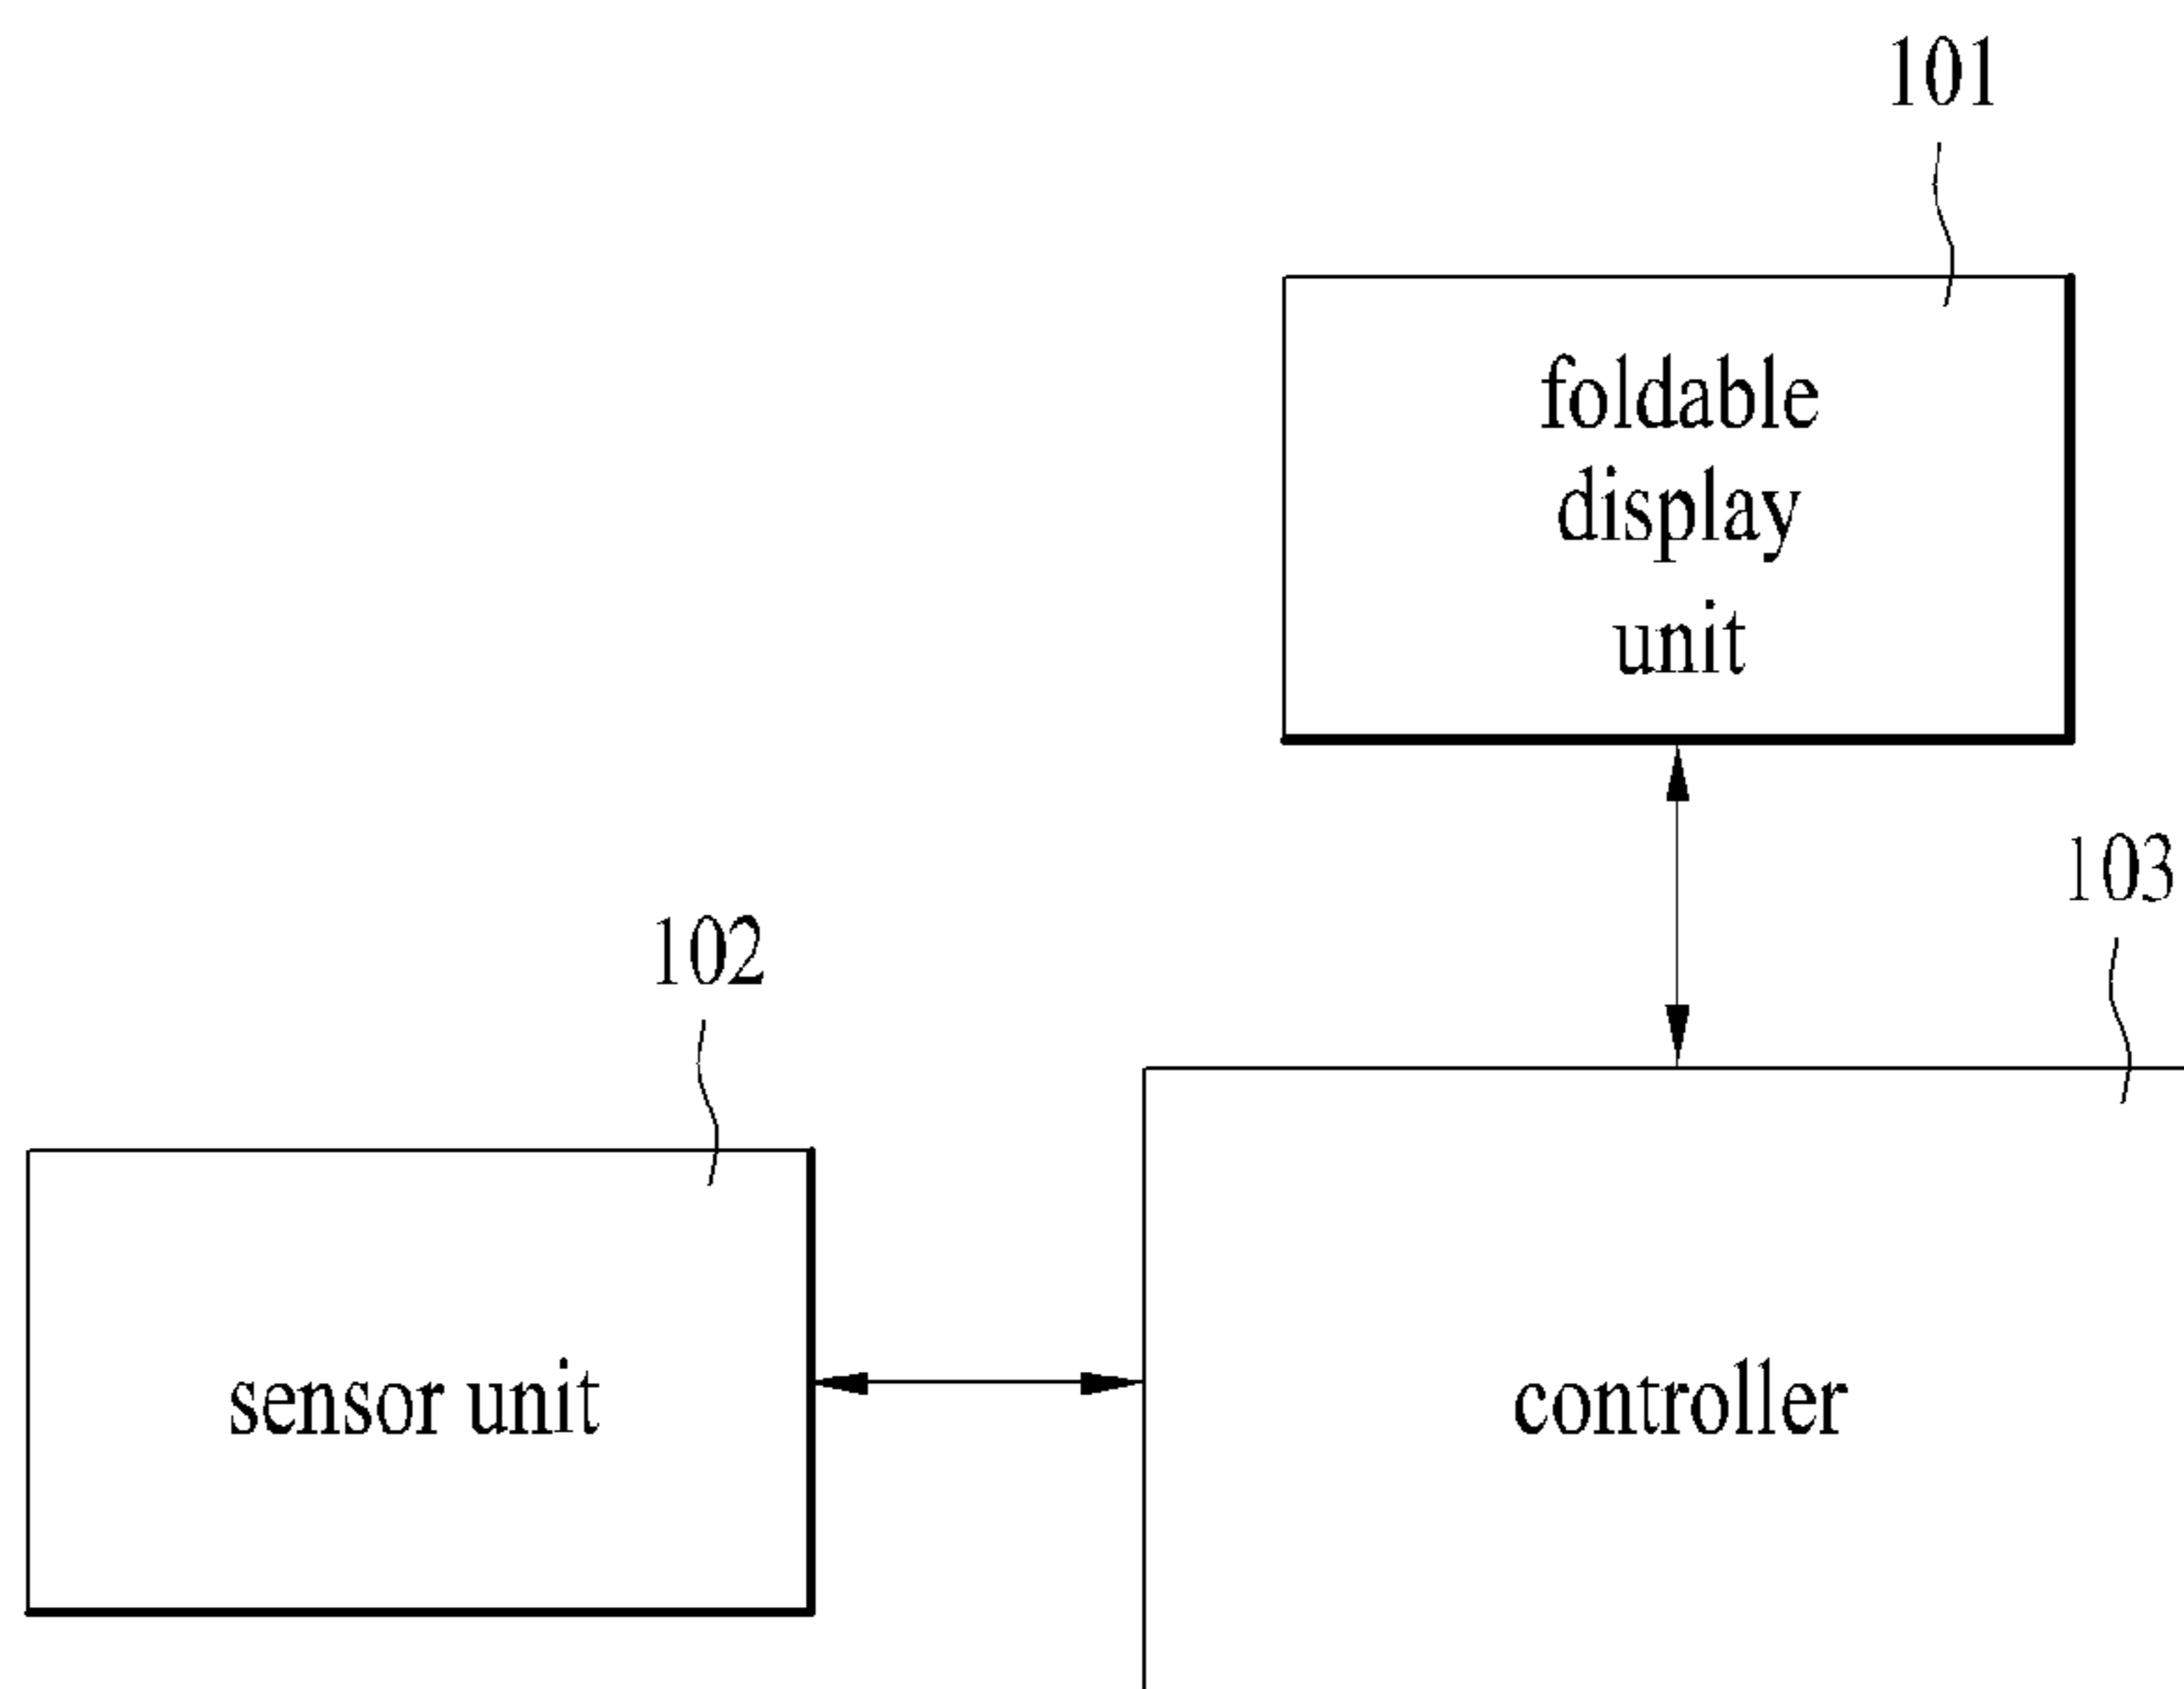 101
foldable
display
unit
103
102
sensor unit
controller